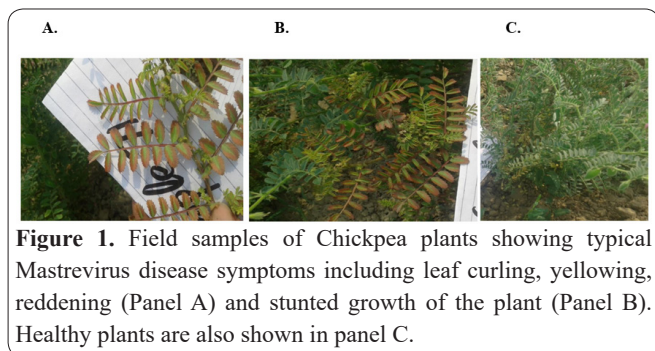 A. B. C.
Figure 1. Field samples of Chickpea plants showing typical
Mastrevirus disease symptoms including leaf curling, yellowing,
reddening (Panel A) and stunted growth of the plant (Panel B).
Healthy plants are also shown in panel C.